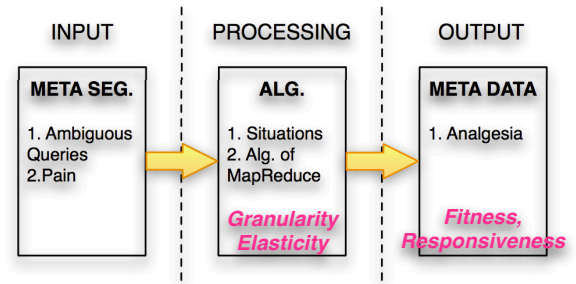 INPUT
PROCESSING
OUTPUT
META SEG.
1. Ambiguous
Queries
2.Pain
ALG.
1. Situations
2. Alg. of
MapReduce
Granularity
Elasticity
META DATA
1. Analgesia
Fitness,
Responsiveness